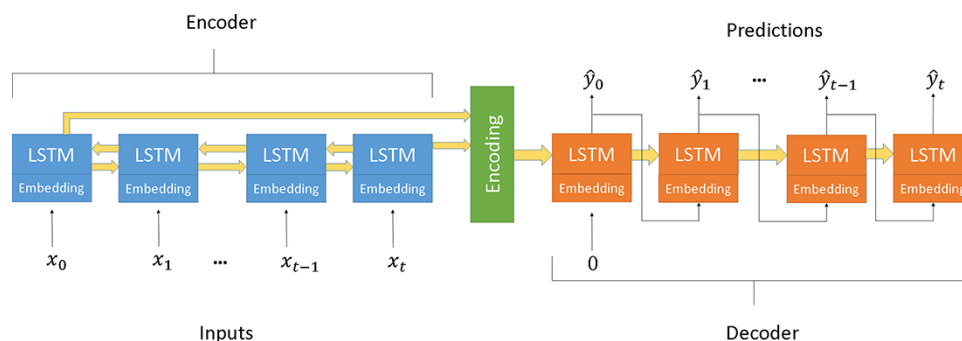 Encoder
Predictions
ŷ₀ ŷ₁ ... ŷₜ₋₁ ŷₜ
LSTM LSTM LSTM LSTM
Embedding Embedding Embedding Embedding
Encoding
LSTM LSTM LSTM LSTM
Embedding Embedding Embedding Embedding
x₀ x₁ ... xₜ₋₁ xₜ
0
Inputs
Decoder